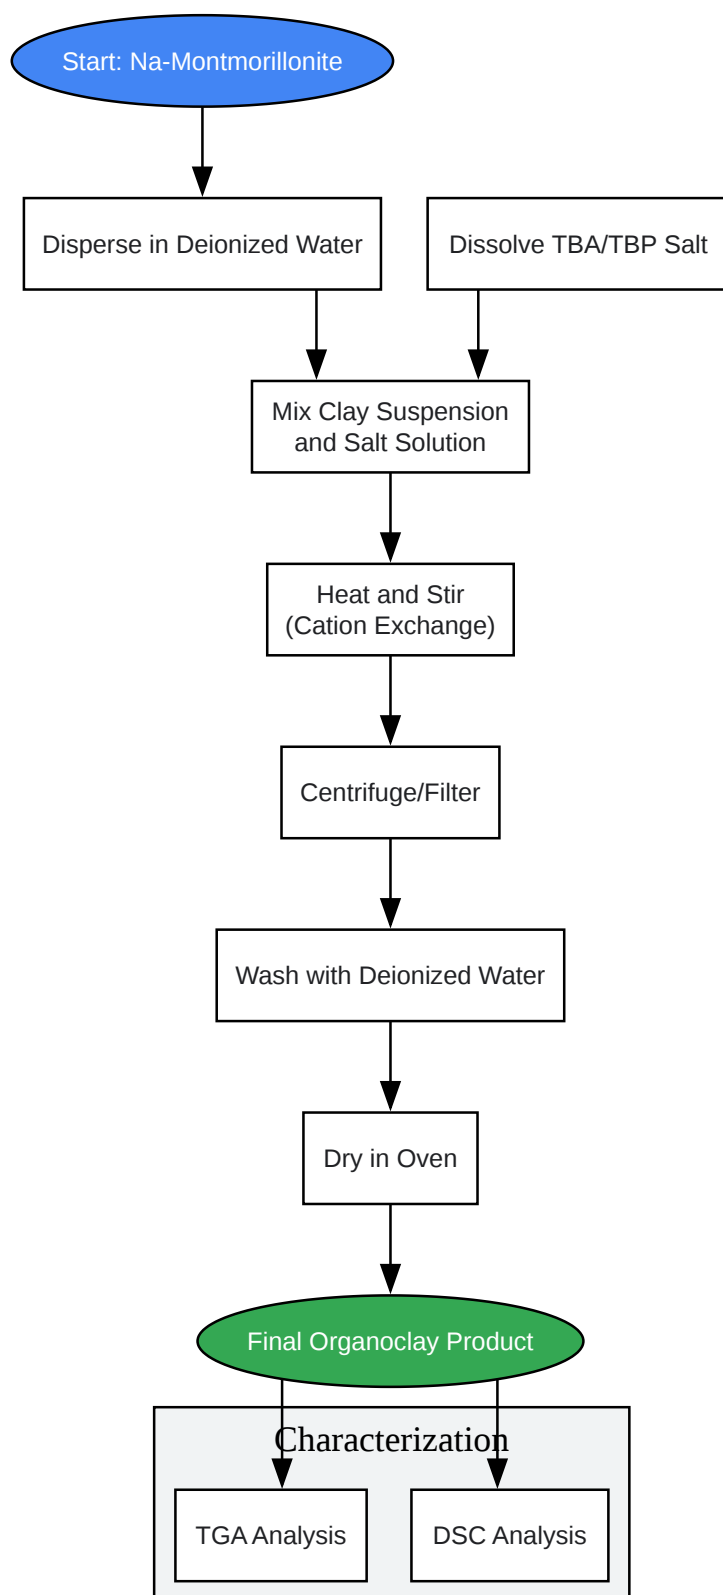 Start: Na-Montmorillonite
Disperse in Deionized Water
Dissolve TBA/TBP Salt
Mix Clay Suspension
and Salt Solution
Heat and Stir
(Cation Exchange)
Centrifuge/Filter
Wash with Deionized Water
Dry in Oven
Final Organoclay Product
Characterization
TGA Analysis
DSC Analysis